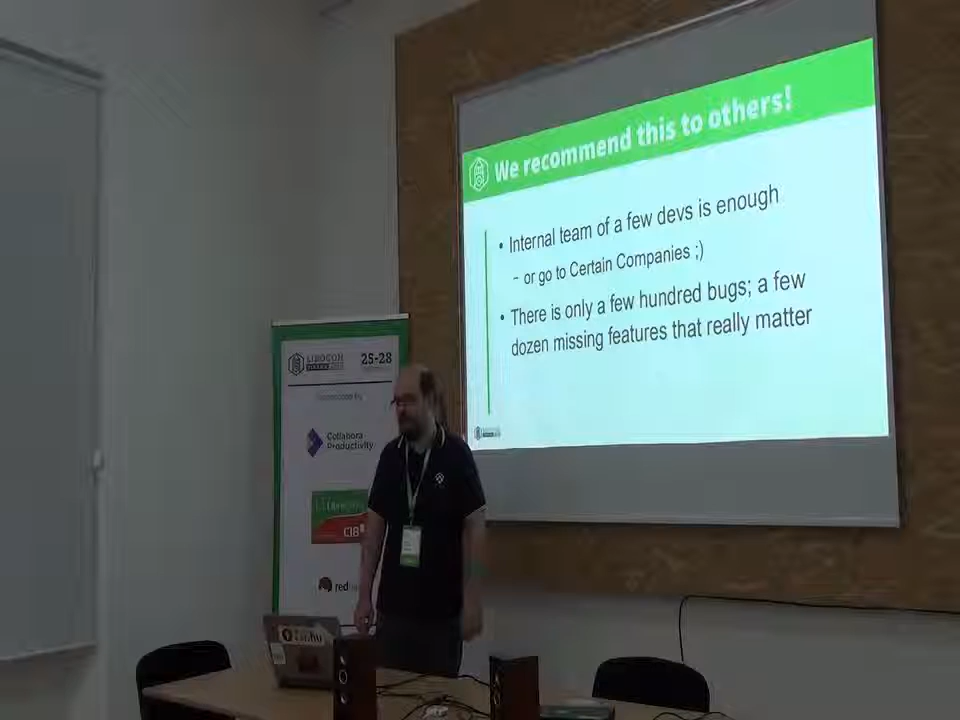 We recommend this to others!
• Internal team of a few devs is enough
– or go to Certain Companies ;)
• There is only a few hundred bugs; a few
dozen missing features that really matter
LIBOCON
25-28
Collabora
Productivity
CIB
red